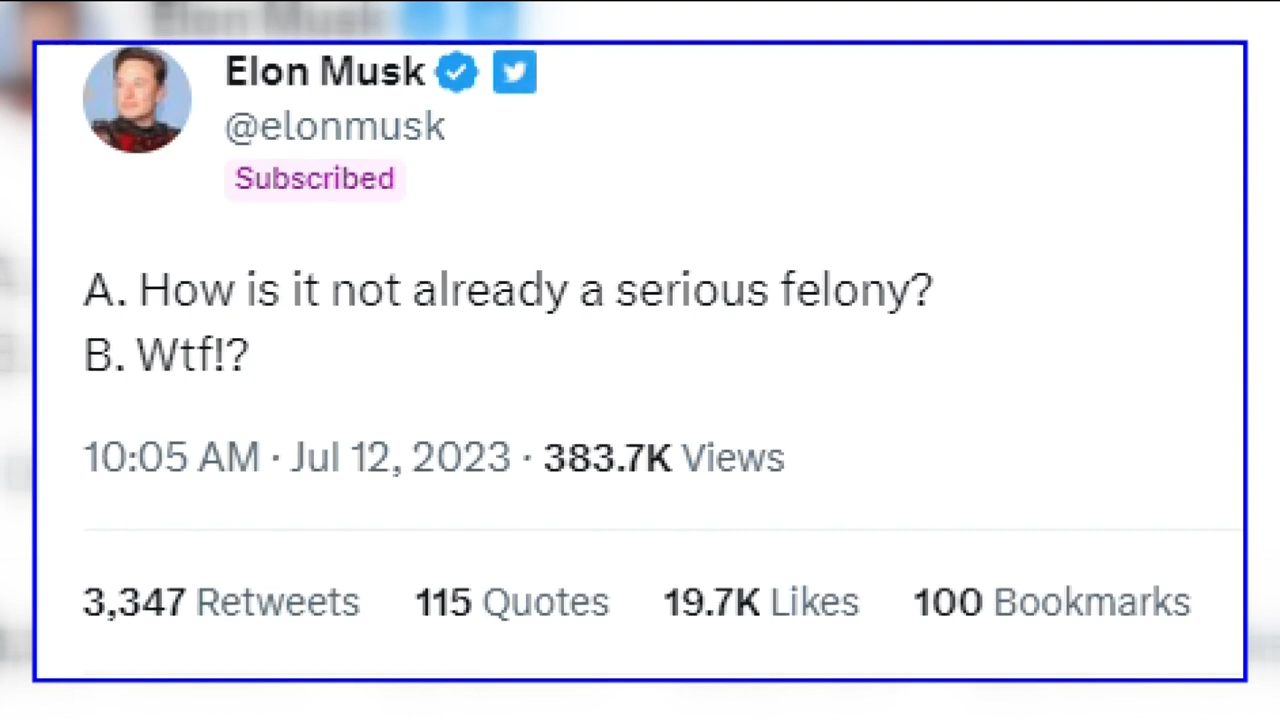 Elon Musk
@elonmusk
Subscribed
A. How is it not already a serious felony?
B. Wtf!?
10:05 AM · Jul 12, 2023 · 383.7K Views
3,347 Retweets 115 Quotes 19.7K Likes 100 Bookmarks